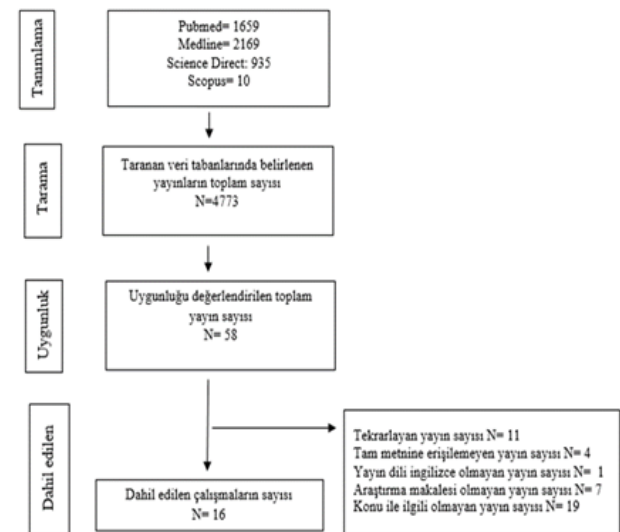 Tanımlama
Pubmed= 1659
Medline= 2169
Science Direct: 935
Scopus= 10
Tarama
Taranan veri tabanlarında belirlenen
yayınların toplam sayısı
N=4773
Uygunluk
Uygunluğu değerlendirilen toplam
yayın sayısı
N= 58
Dahil edilen
Dahil edilen çalışmaların sayısı
N= 16
Tekrarlayan yayın sayısı N= 11
Tam metnine erişilemeyen yayın sayısı N= 4
Yayın dili ingilizce olmayan yayın sayısı N= 1
Araştırma makalesi olmayan yayın sayısı N= 7
Konu ile ilgili olmayan yayın sayısı N= 19